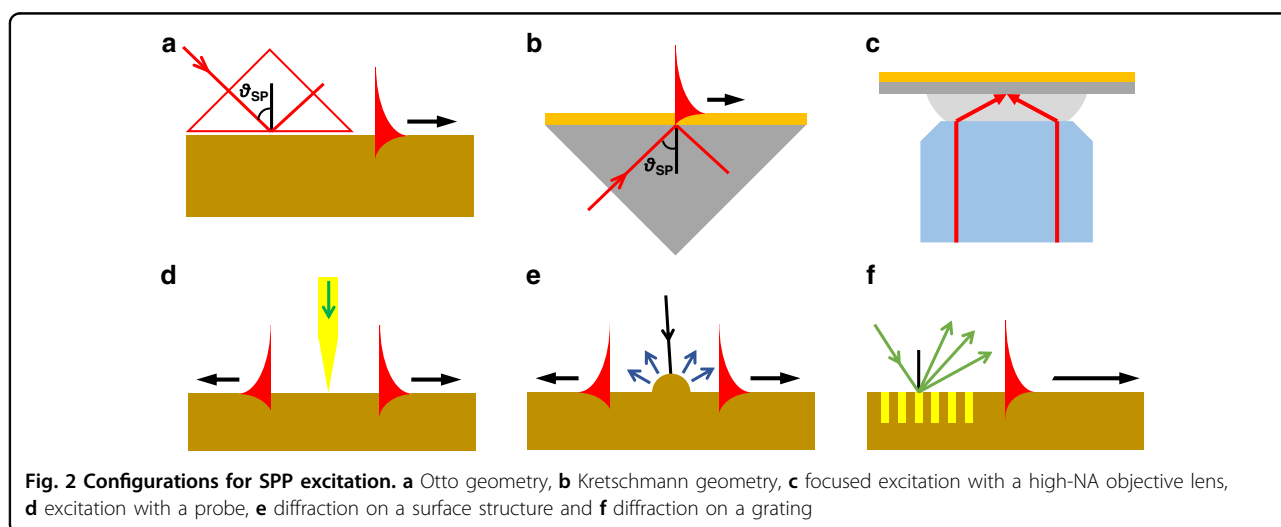 a
b
c
ϑSP
ϑSP
d
e
f
Fig. 2 Configurations for SPP excitation. a Otto geometry, b Kretschmann geometry, c focused excitation with a high-NA objective lens,
d excitation with a probe, e diffraction on a surface structure and f diffraction on a grating